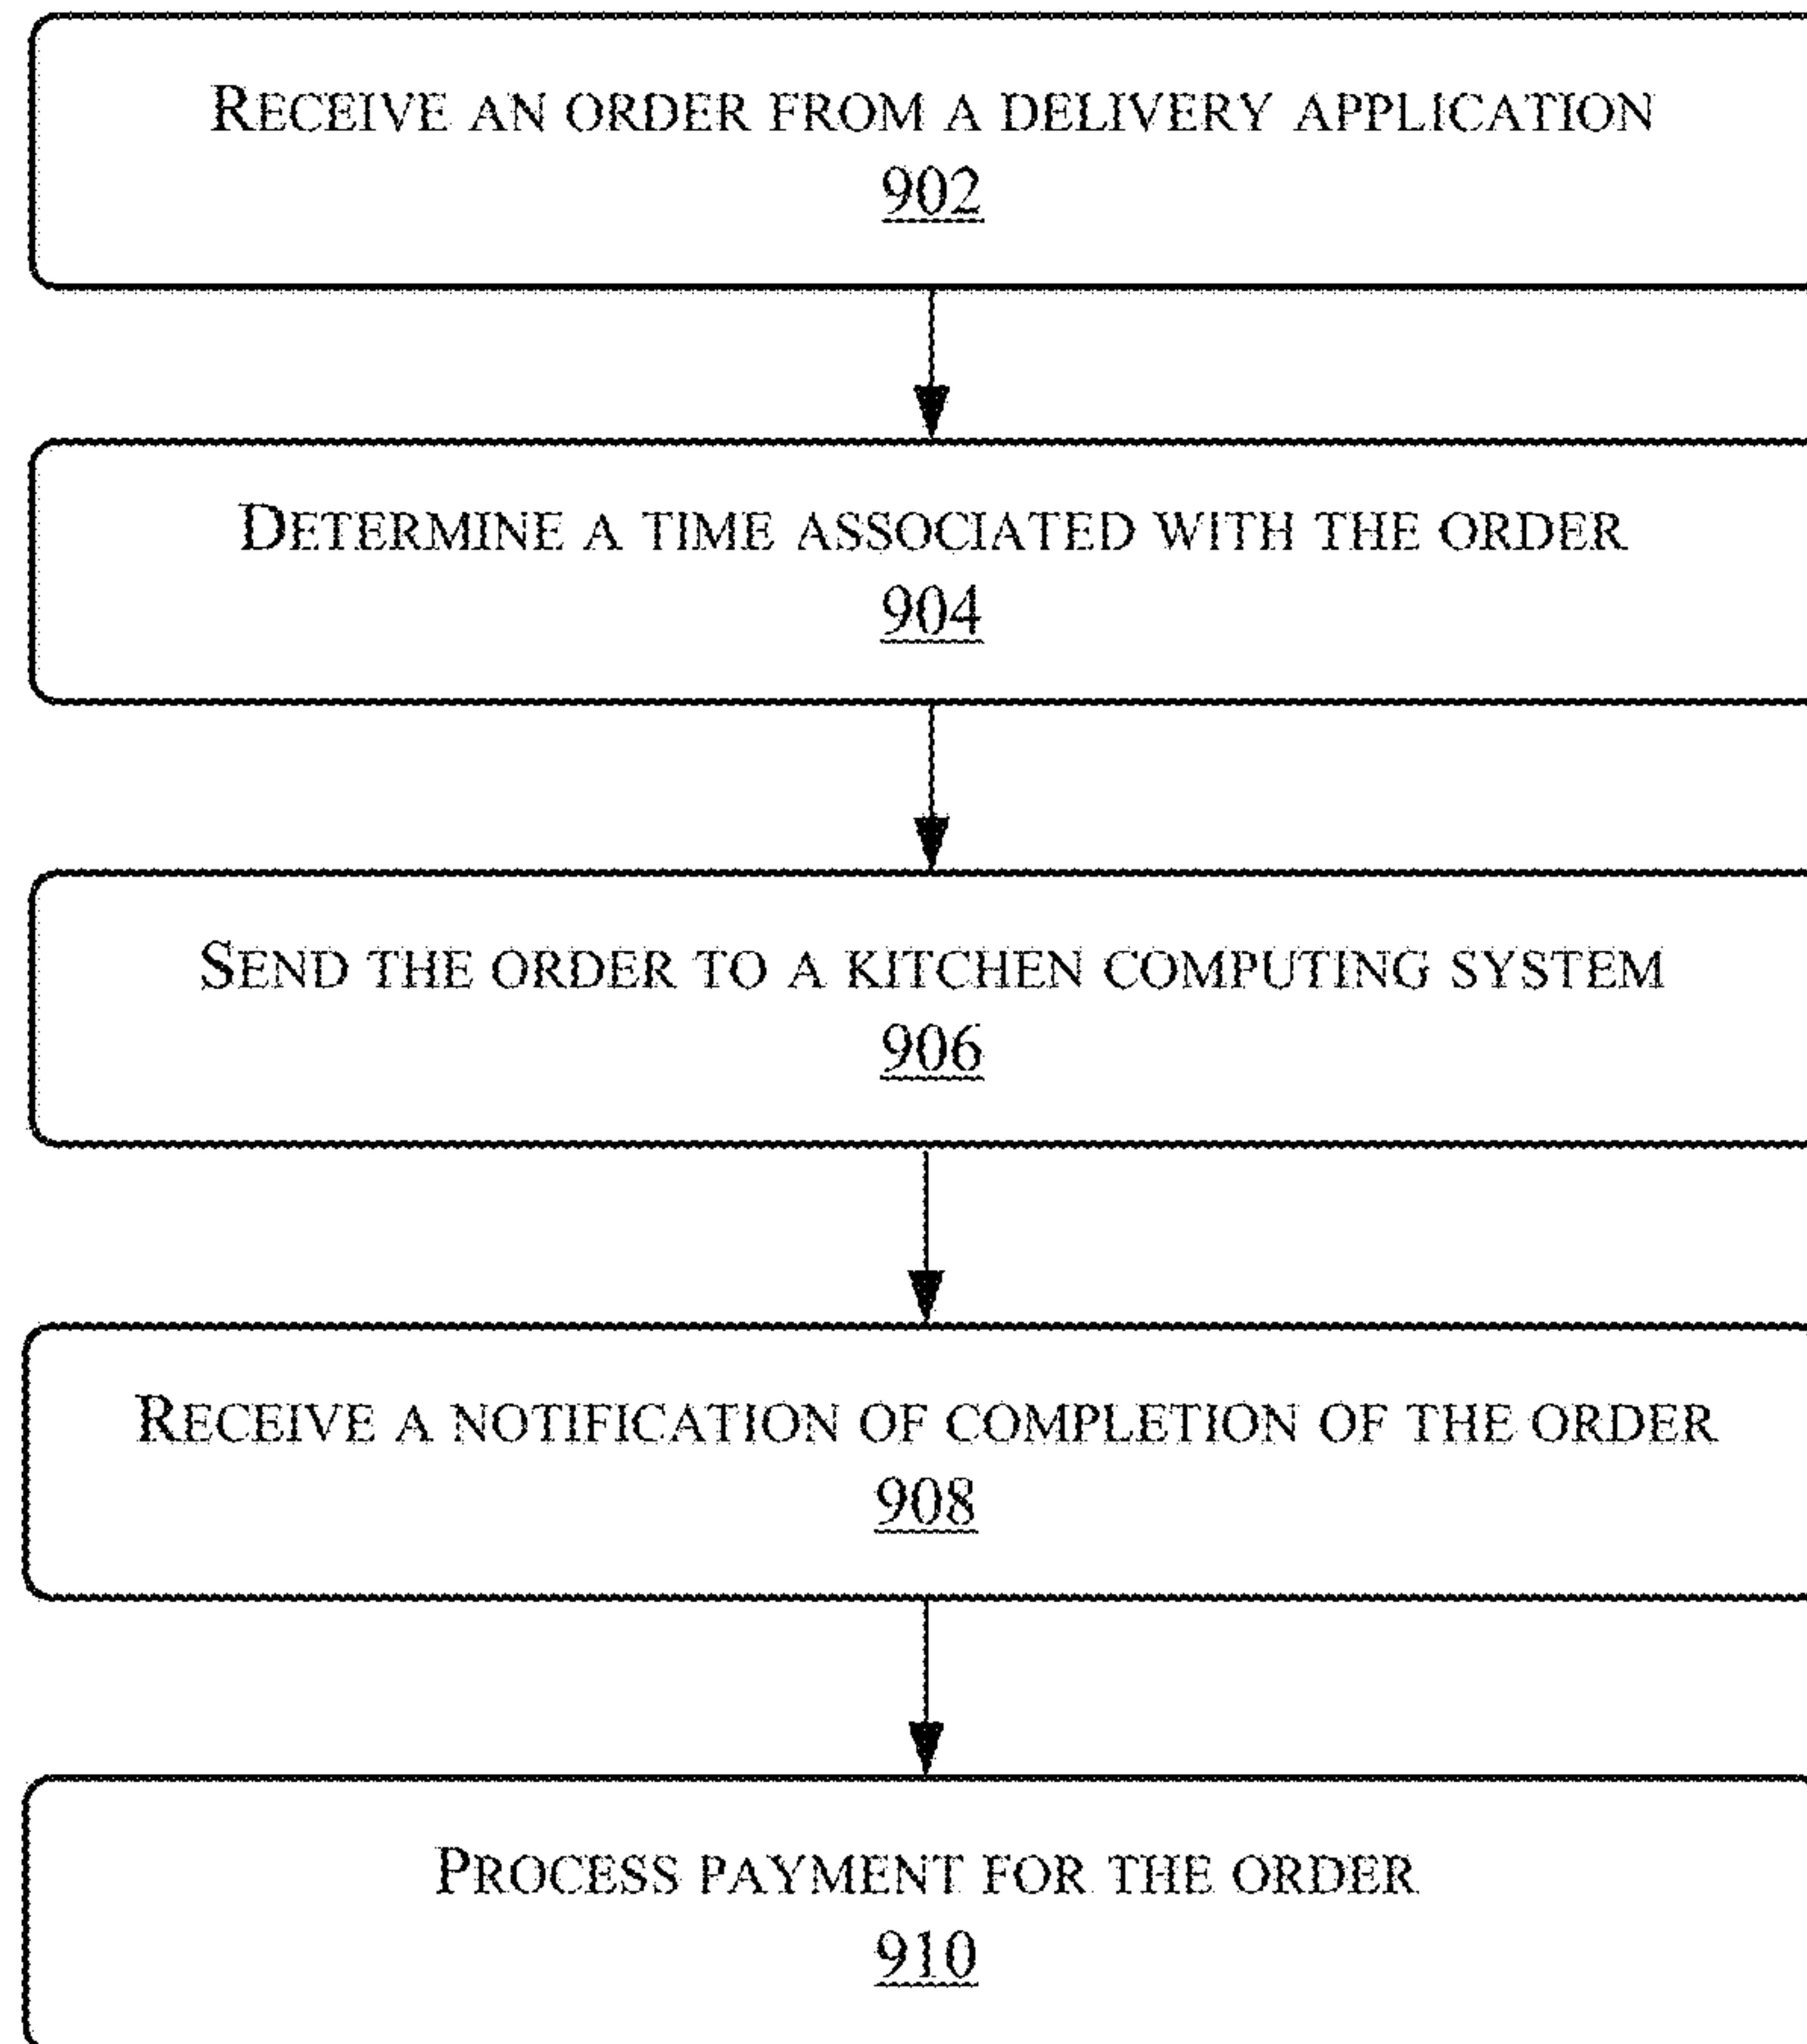 RECEIVE AN ORDER FROM A DELIVERY APPLICATION
902
DETERMINE A TIME ASSOCIATED WITH THE ORDER
904
SEND THE ORDER TO A KITCHEN COMPUTING SYSTEM
906
RECEIVE A NOTIFICATION OF COMPLETION OF THE ORDER
908
PROCESS PAYMENT FOR THE ORDER
910